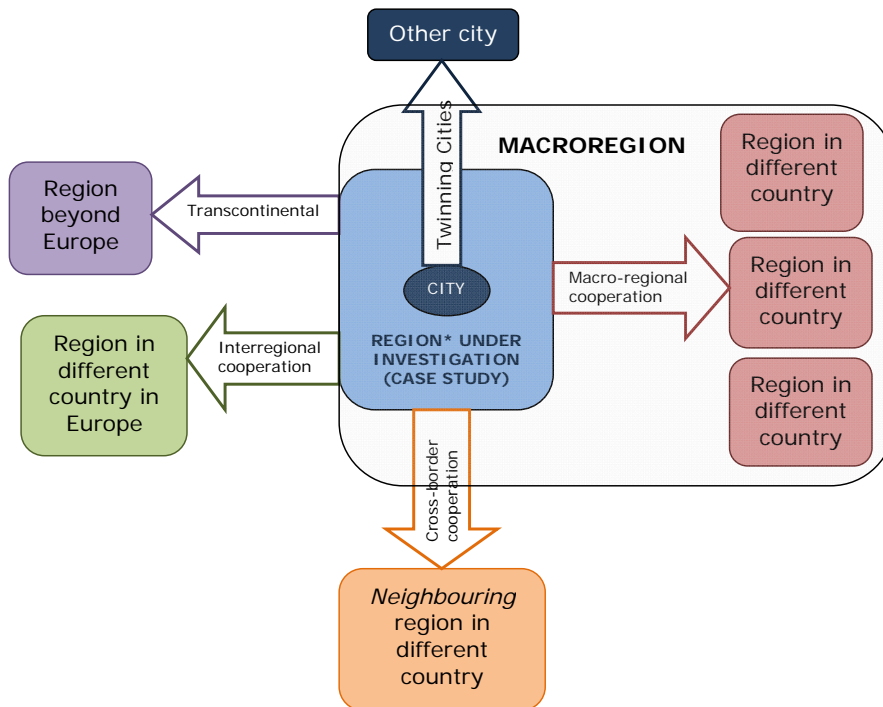 Other city
Twinning Cities
MACROREGION
Region in
different
country
Region
beyond
Europe
Transcontinental
CITY
Macro-regional
cooperation
Region in
different
country
REGION* UNDER
INVESTIGATION
(CASE STUDY)
Interregional
cooperation
Region in
different
country in
Europe
Region in
different
country
Cross-border
cooperation
Neighbouring
region in
different
country